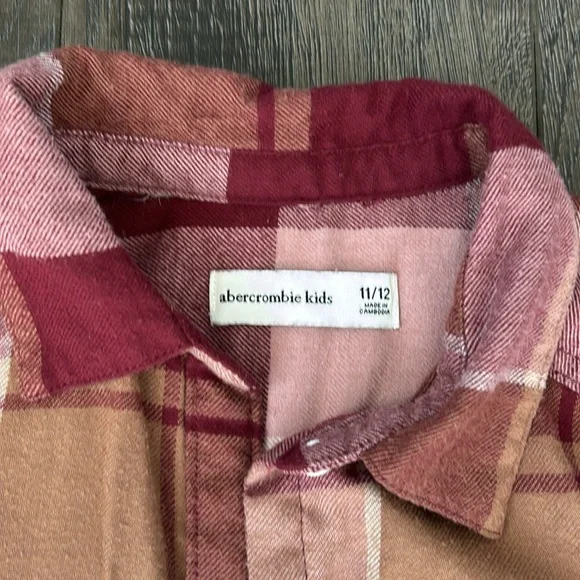 abercrombie kids
11/12
MADE IN
CAMBODIA